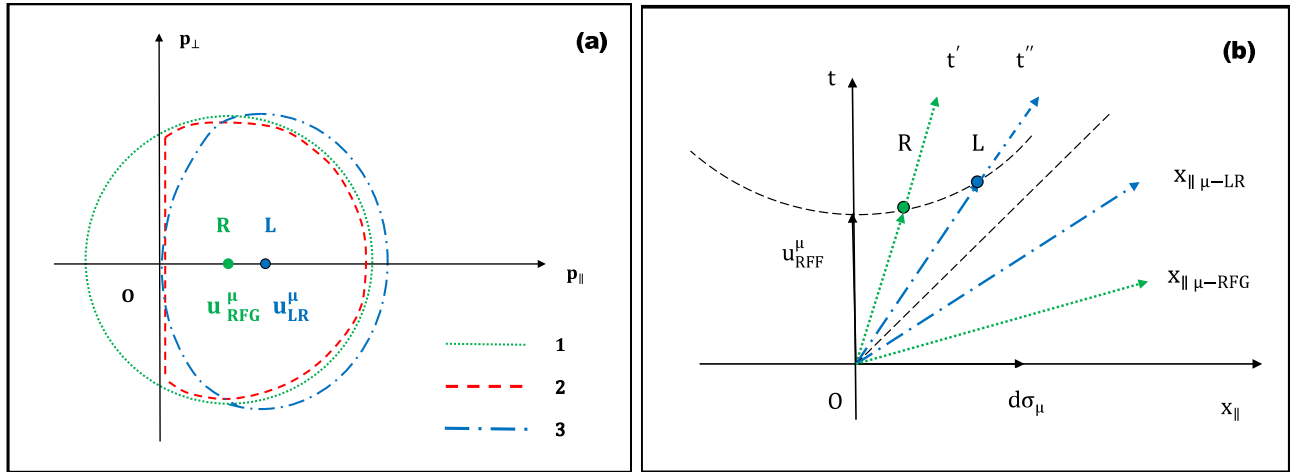 (a)
p⊥
R L
O
p∥
u^μ_RFG u^μ_LR
1
2
3
(b)
t t′ t″
R L
x∥ μ−LR
u^μ_RFF
x∥ μ−RFG
O dσ_μ x∥